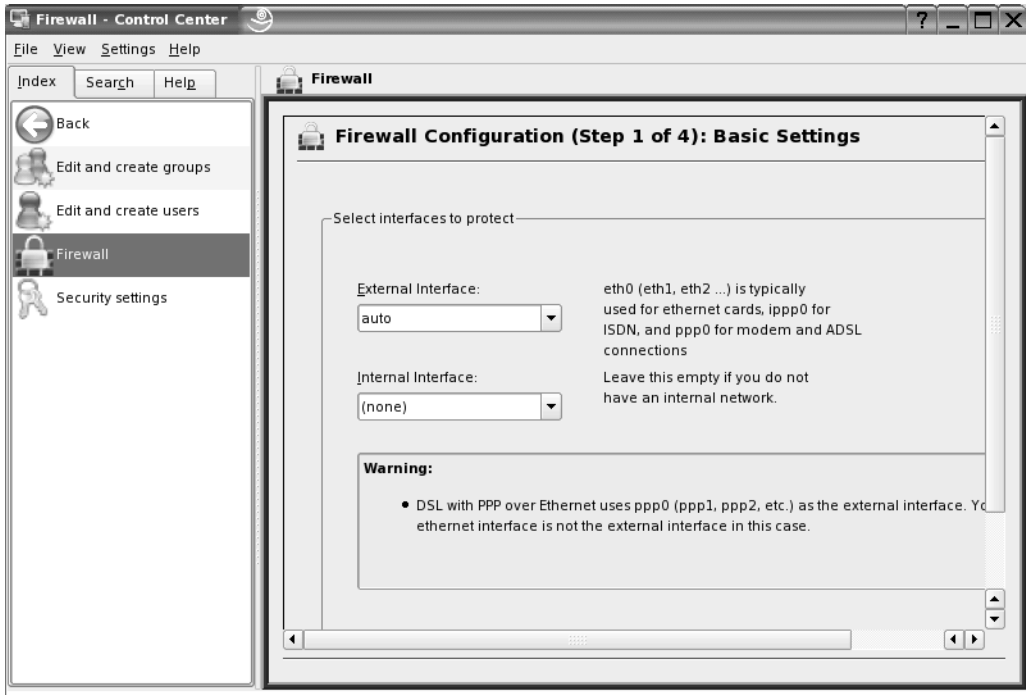 Firewall - Control Center
?
File View Settings Help
Index Search Help
Back
Edit and create groups
Edit and create users
Firewall
Security settings
Firewall
Firewall Configuration (Step 1 of 4): Basic Settings
Select interfaces to protect
External Interface:
auto
eth0 (eth1, eth2 ...) is typically
used for ethernet cards, ippp0 for
ISDN, and ppp0 for modem and ADSL
connections
Internal Interface:
(none)
Leave this empty if you do not
have an internal network.
Warning:
• DSL with PPP over Ethernet uses ppp0 (ppp1, ppp2, etc.) as the external interface.
ethernet interface is not the external interface in this case.